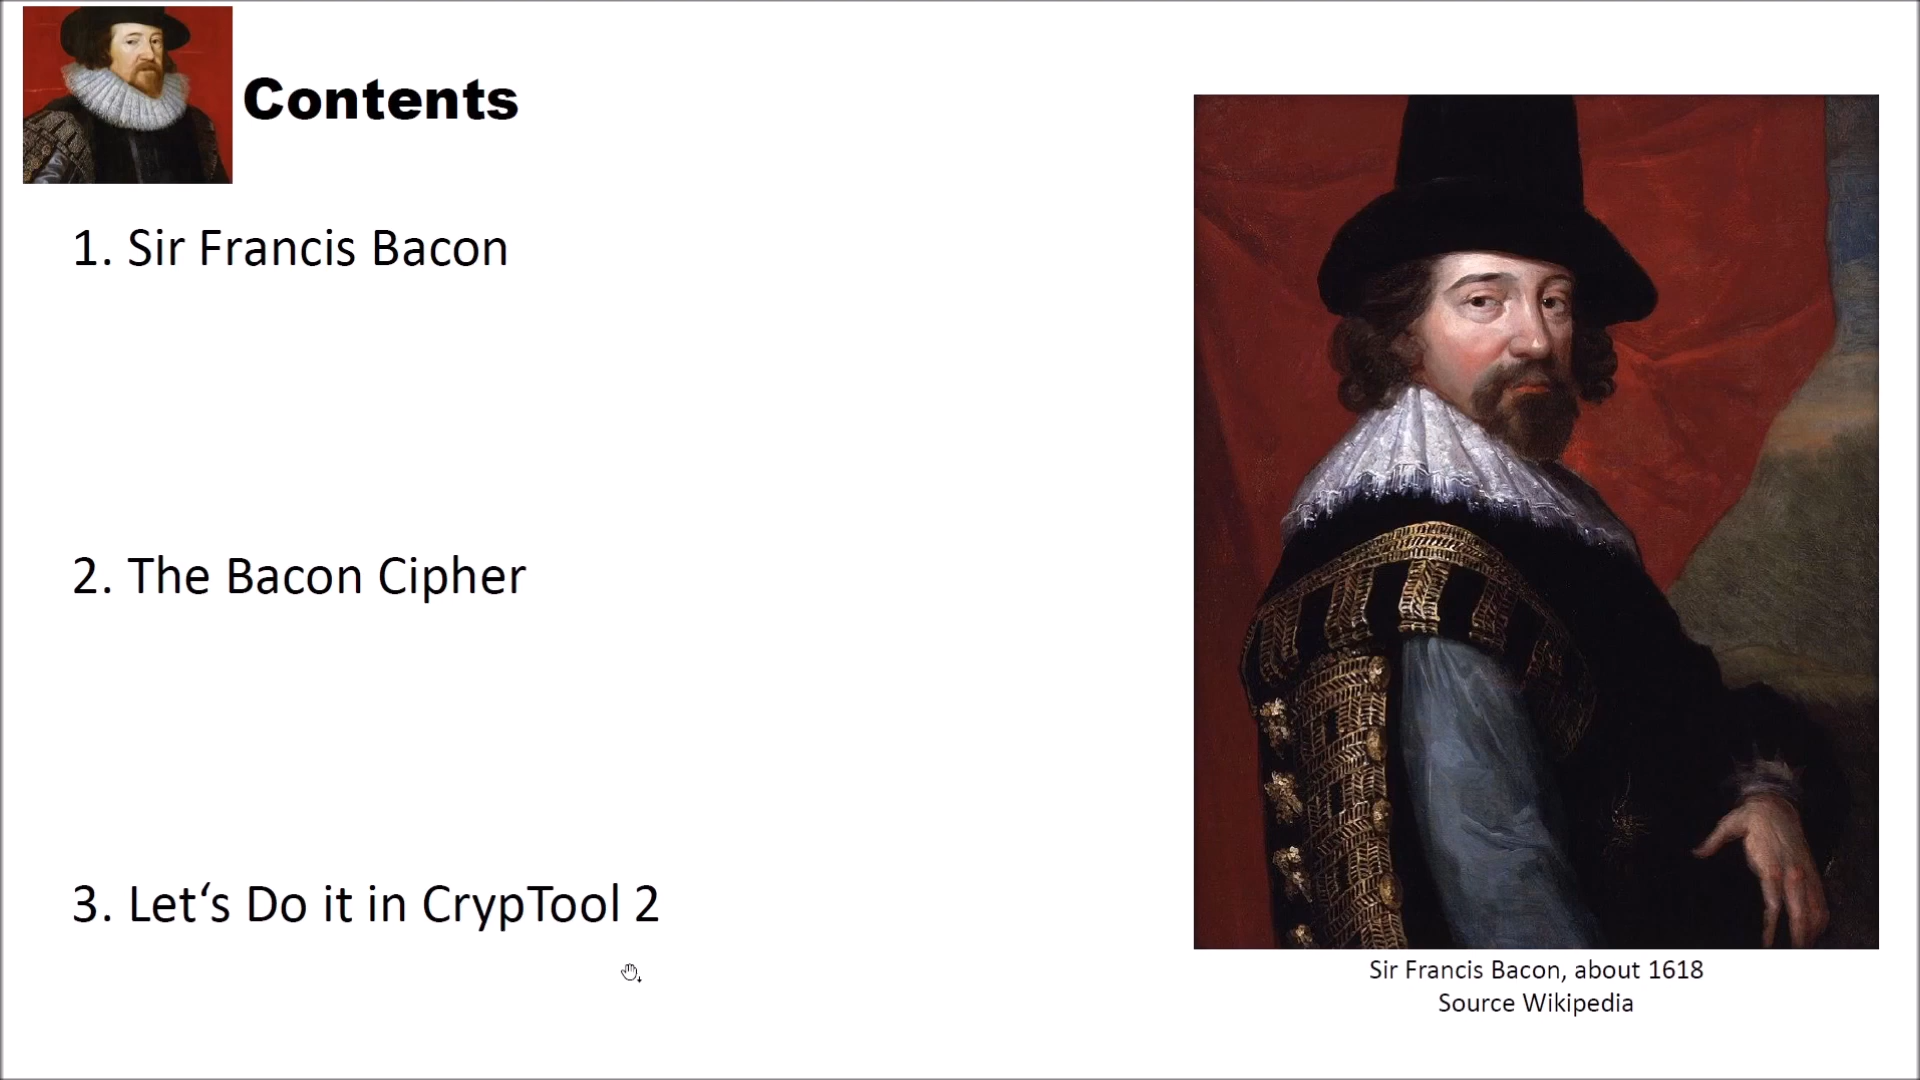 Contents
1. Sir Francis Bacon
2. The Bacon Cipher
3. Let‘s Do it in CrypTool 2
Sir Francis Bacon, about 1618
Source Wikipedia